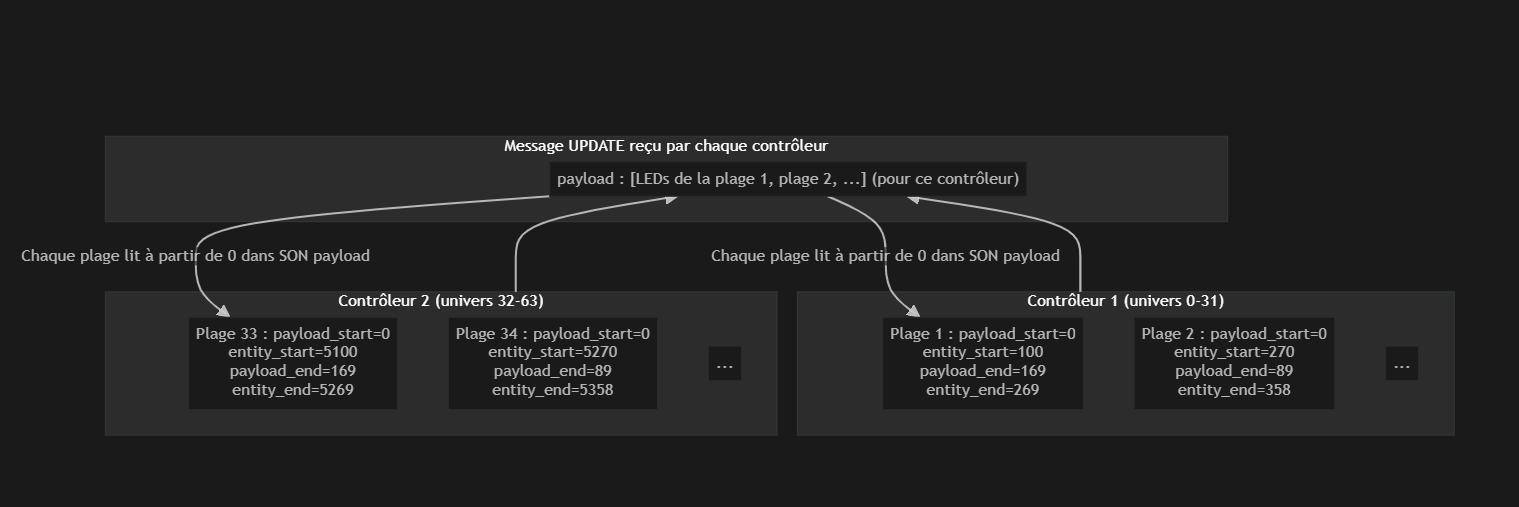 Message UPDATE reçu par chaque contrôleur
payload : [LEDs de la plage 1, plage 2, ...] (pour ce contrôleur)
Chaque plage lit à partir de 0 dans SON payload
Chaque plage lit à partir de 0 dans SON payload
Contrôleur 2 (univers 32-63)
Plage 33 : payload_start=0
entity_start=5100
payload_end=169
entity_end=5269
Plage 34 : payload_start=0
entity_start=5270
payload_end=89
entity_end=5358
...
Contrôleur 1 (univers 0-31)
Plage 1 : payload_start=0
entity_start=100
payload_end=169
entity_end=269
Plage 2 : payload_start=0
entity_start=270
payload_end=89
entity_end=358
...